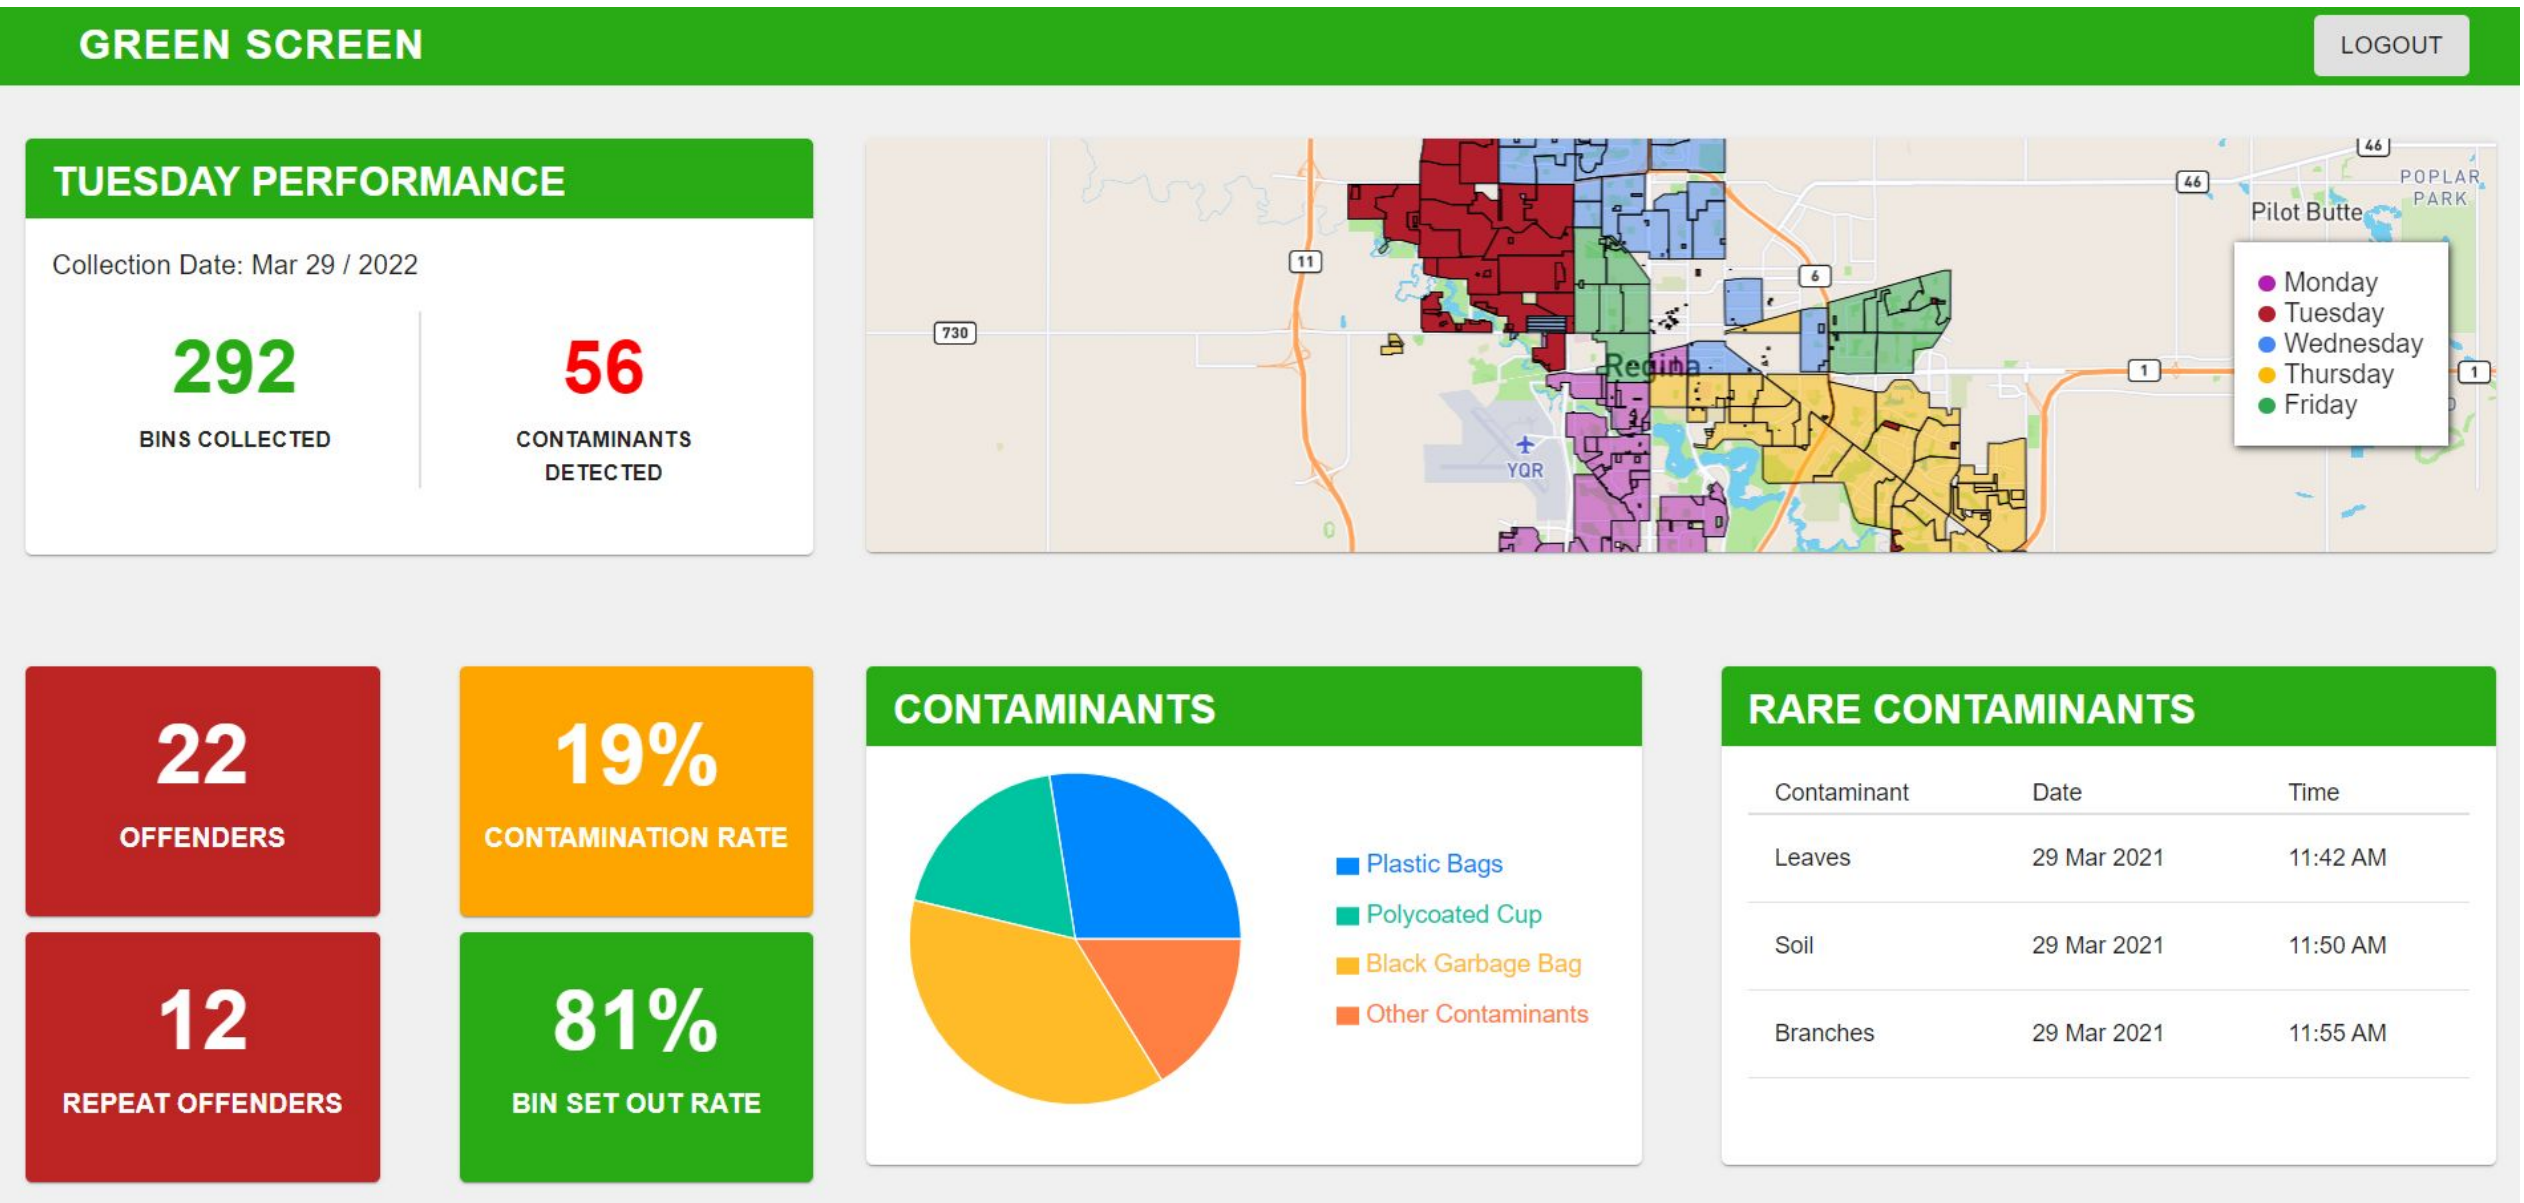 GREEN SCREEN
LOGOUT
TUESDAY PERFORMANCE
Collection Date: Mar 29 / 2022
292
BINS COLLECTED
56
CONTAMINANTS
DETECTED
46
46
POPLAR
PARK
Pilot Butte
11
6
730
Regina
1
1
YQR
Monday
Tuesday
Wednesday
Thursday
Friday
22
OFFENDERS
19%
CONTAMINATION RATE
12
REPEAT OFFENDERS
81%
BIN SET OUT RATE
CONTAMINANTS
Plastic Bags
Polycoated Cup
Black Garbage Bag
Other Contaminants
RARE CONTAMINANTS
Contaminant Date Time
Leaves 29 Mar 2021 11:42 AM
Soil 29 Mar 2021 11:50 AM
Branches 29 Mar 2021 11:55 AM